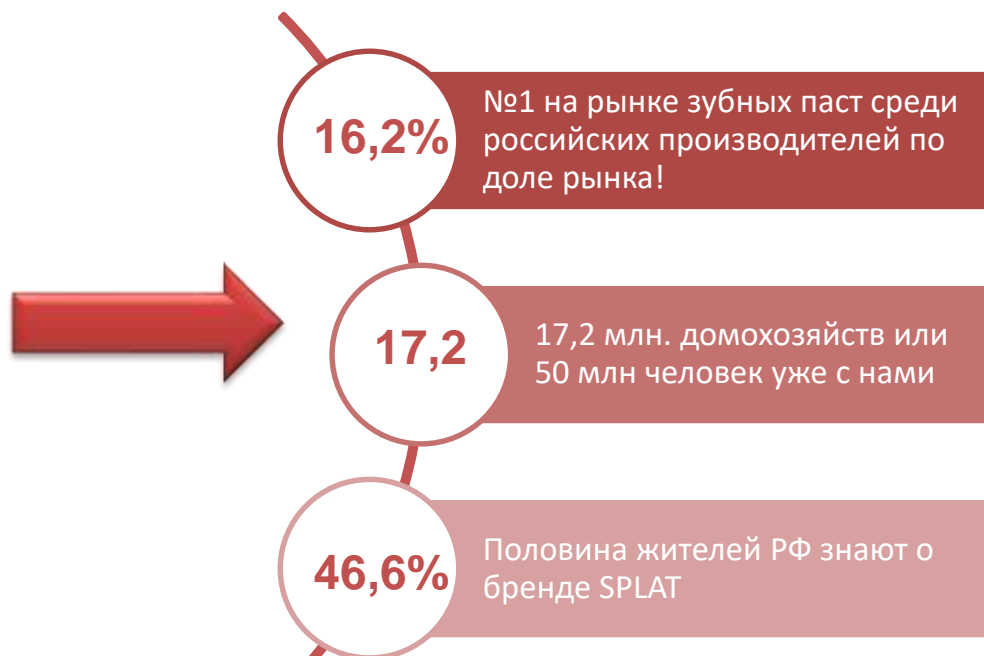 16,2%
№1 на рынке зубных паст среди
российских производителей по
доле рынка!
17,2
17,2 млн. домохозяйств или
50 млн человек уже с нами
46,6%
Половина жителей РФ знают о
бренде SPLAT